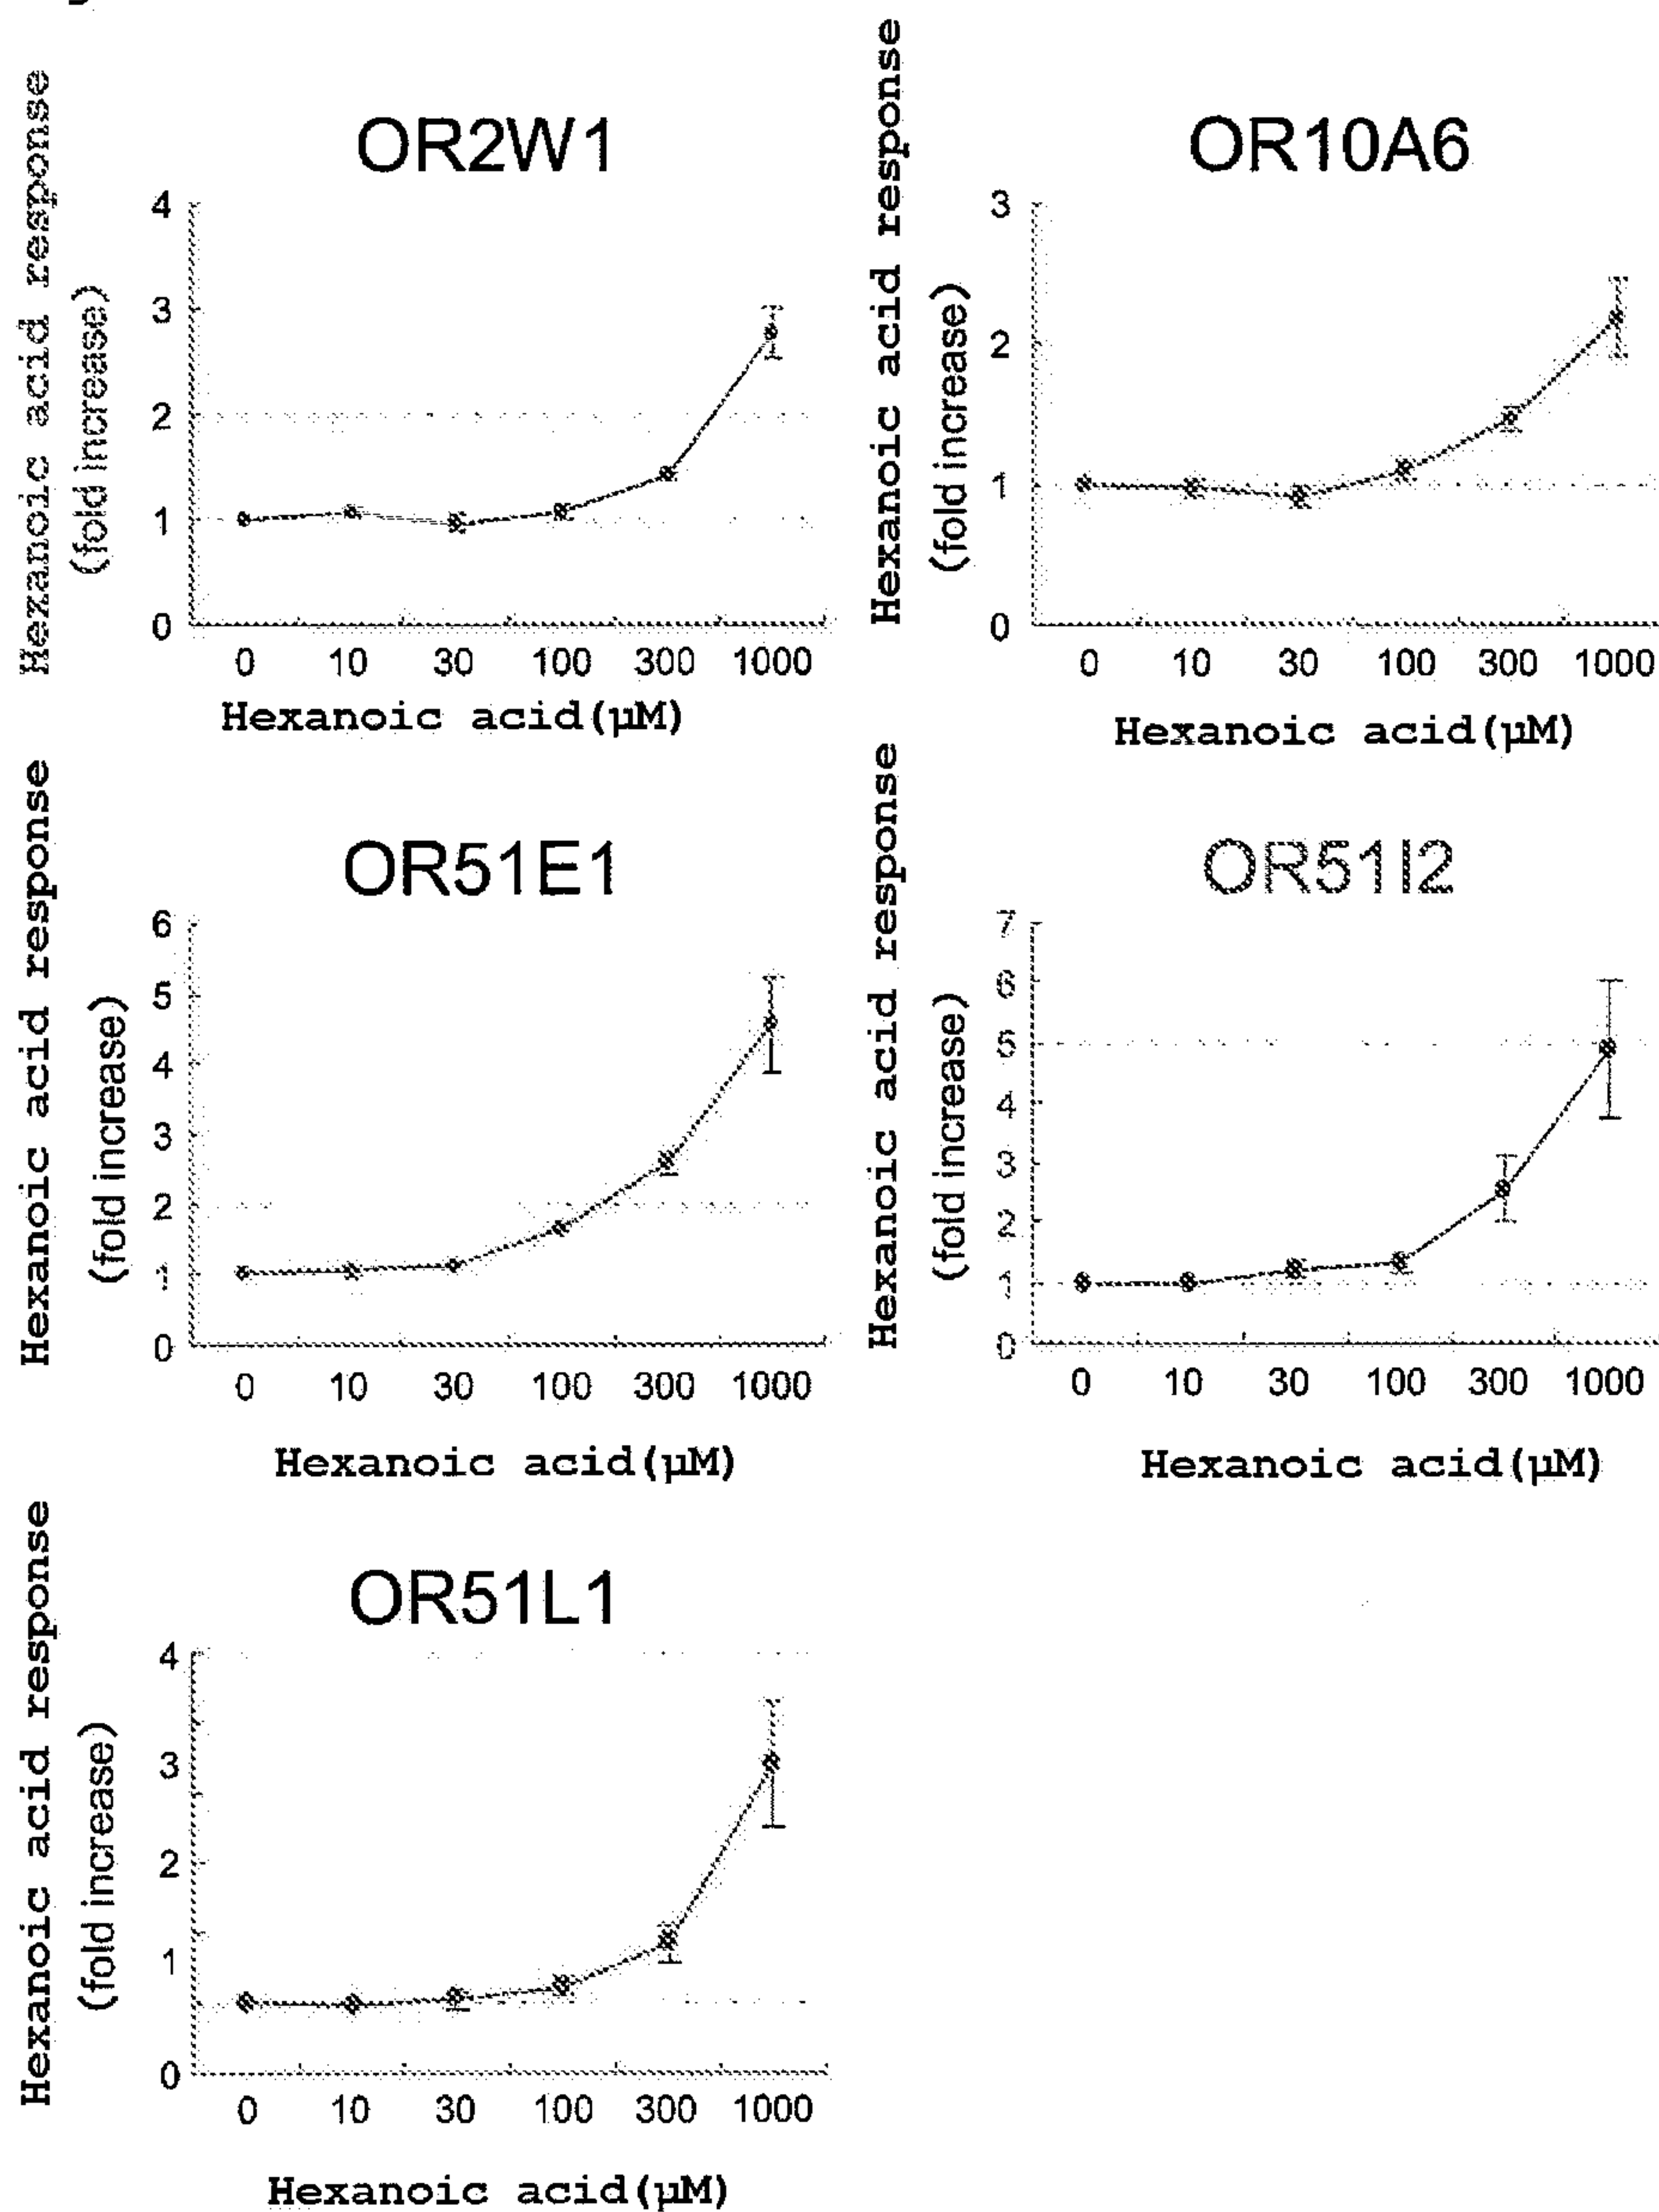 Hexanoic acid response
(fold increase)
OR2W1
4
3
2
1
0
0 10 30 100 300 1000
Hexanoic acid(µM)
Hexanoic acid response
(fold increase)
OR10A6
3
2
1
0
0 10 30 100 300 1000
Hexanoic acid(µM)
Hexanoic acid response
(fold increase)
OR51E1
6
5
4
3
2
1
0
0 10 30 100 300 1000
Hexanoic acid(µM)
Hexanoic acid response
(fold increase)
OR51I2
7
6
5
4
3
2
1
0
0 10 30 100 300 1000
Hexanoic acid(µM)
Hexanoic acid response
(fold increase)
OR51L1
4
3
2
1
0
0 10 30 100 300 1000
Hexanoic acid(µM)